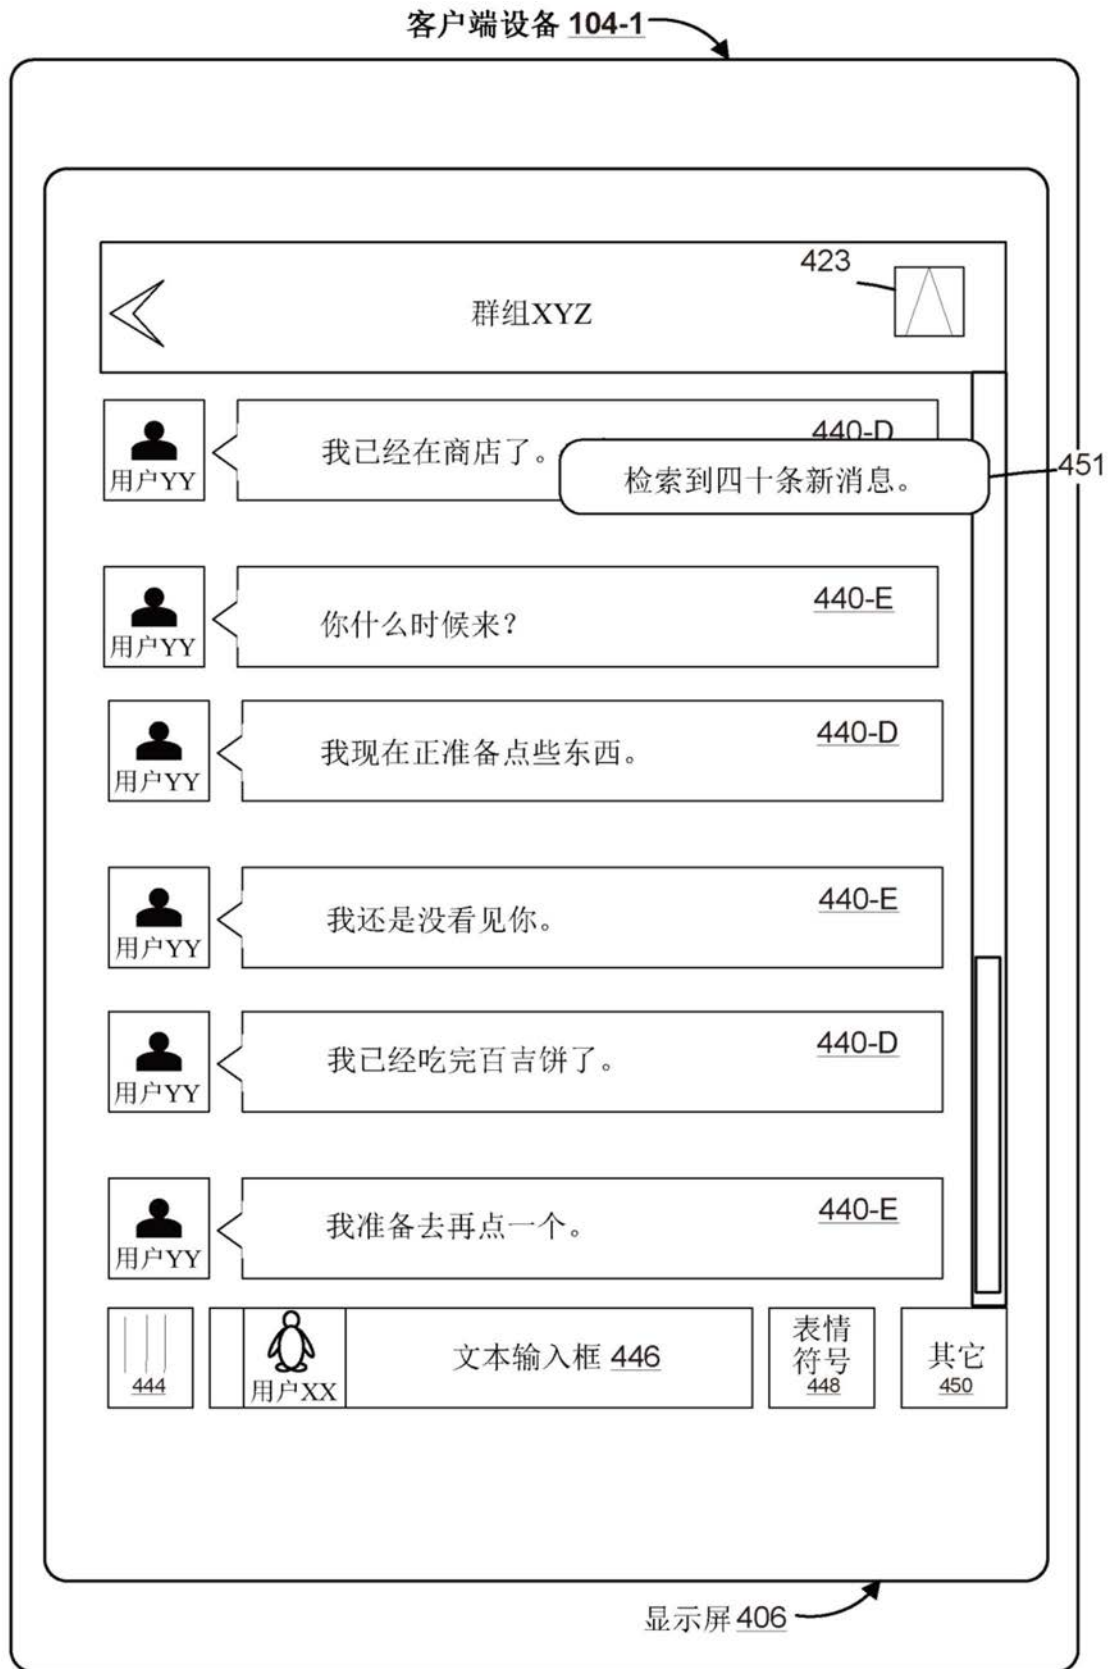 客户端设备 104-1
423
群组XYZ
440-D
我已经在商店了。
用户YY
检索到四十条新消息。
451
440-E
你什么时候来？
用户YY
440-D
我现在正准备点些东西。
用户YY
440-E
我还是没看见你。
用户YY
440-D
我已经吃完百吉饼了。
用户YY
440-E
我准备去再点一个。
用户YY
444
用户XX
文本输入框 446
表情
符号
448
其它
450
显示屏 406